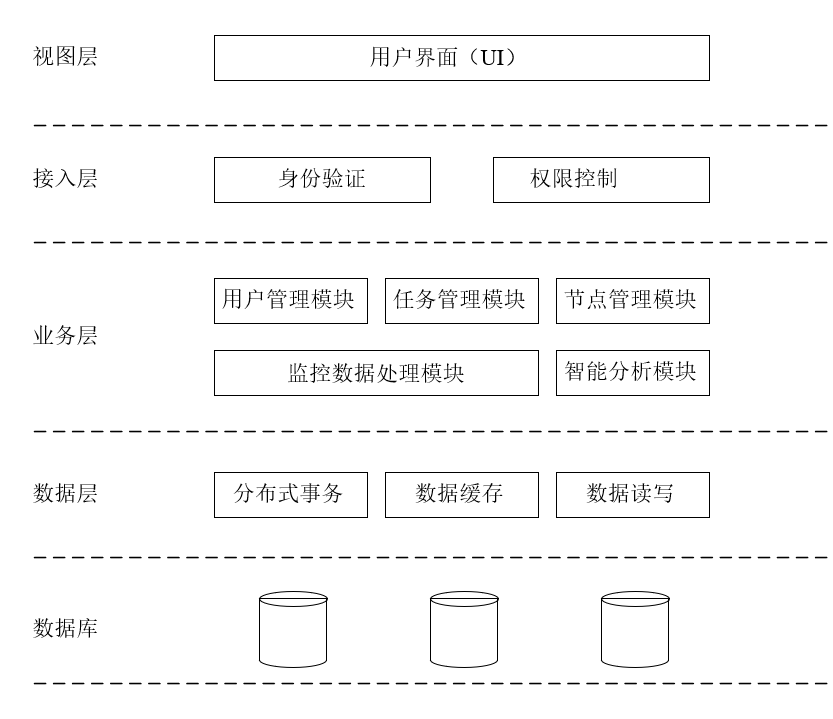 视图层
用户界面（UI）
接入层
身份验证
权限控制
业务层
用户管理模块
任务管理模块
节点管理模块
监控数据处理模块
智能分析模块
数据层
分布式事务
数据缓存
数据读写
数据库